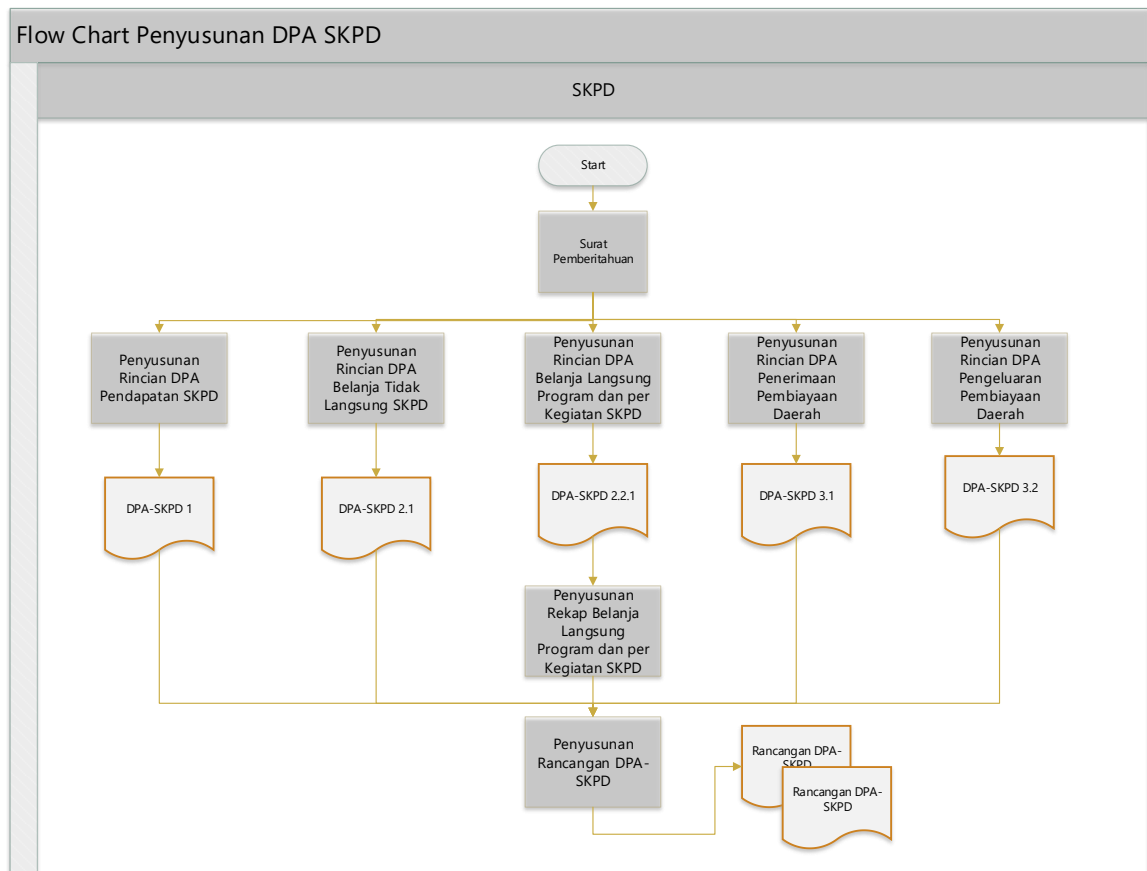 Flow Chart Penyusunan DPA SKPD
SKPD
Start
Surat
Pemberitahuan
Penyusunan
Rincian DPA
Pendapatan SKPD
Penyusunan
Rincian DPA
Belanja Tidak
Langsung SKPD
Penyusunan
Rincian DPA
Belanja Langsung
Program dan per
Kegiatan SKPD
Penyusunan
Rincian DPA
Penerimaan
Pembiayaan
Daerah
Penyusunan
Rincian DPA
Pengeluaran
Pembiayaan
Daerah
DPA-SKPD 1
DPA-SKPD 2.1
DPA-SKPD 2.2.1
DPA-SKPD 3.1
DPA-SKPD 3.2
Penyusunan
Rekap Belanja
Langsung
Program dan per
Kegiatan SKPD
Penyusunan
Rancangan DPA-
SKPD
Rancangan DPA-
SKPD
Rancangan DPA-
SKPD